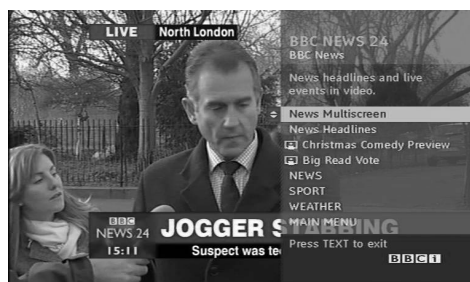 LIVE North London
BBC NEWS 24
BBC News
News headlines and live
events in video.
News Multiscreen
News Headlines
Christmas Comedy Preview
Big Read Vote
NEWS
SPORT
WEATHER
MAIN MENU
Press TEXT to exit
BBCi
BBC
NEWS 24
15:11
JOGGER STABBING
Suspect was